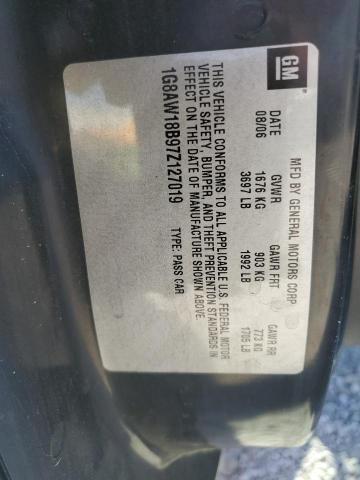 GM
MFD BY GENERAL MOTORS CORP
DATE GVWR GAWR FRT GAWR RR
08/06 1676 KG 903 KG 773 KG
3697 LB 1992 LB 1705 LB
THIS VEHICLE CONFORMS TO ALL APPLICABLE U.S. FEDERAL MOTOR
VEHICLE SAFETY, BUMPER, AND THEFT PREVENTION STANDARDS IN
EFFECT ON THE DATE OF MANUFACTURE SHOWN ABOVE.
1G8AW18B97Z127019 TYPE: PASS CAR